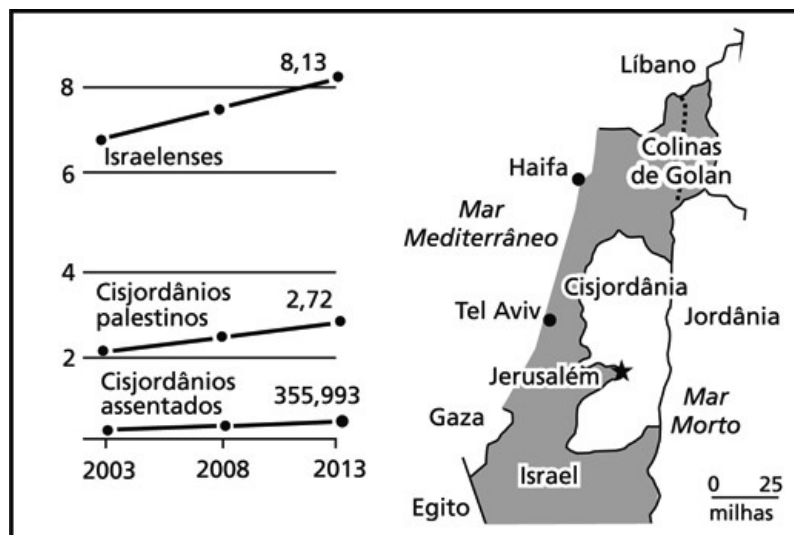 8,13
8
Israelenses
6
4
Cisjordânios
palestinos
2,72
2
Cisjordânios
assentados
355,993
2003
2008
2013
Líbano
Colinas
de Golan
Haifa
Mar
Mediterrâneo
Cisjordânia
Tel Aviv
Jordânia
Jerusalém
Gaza
Mar
Morto
Israel
Egito
0 25
milhas